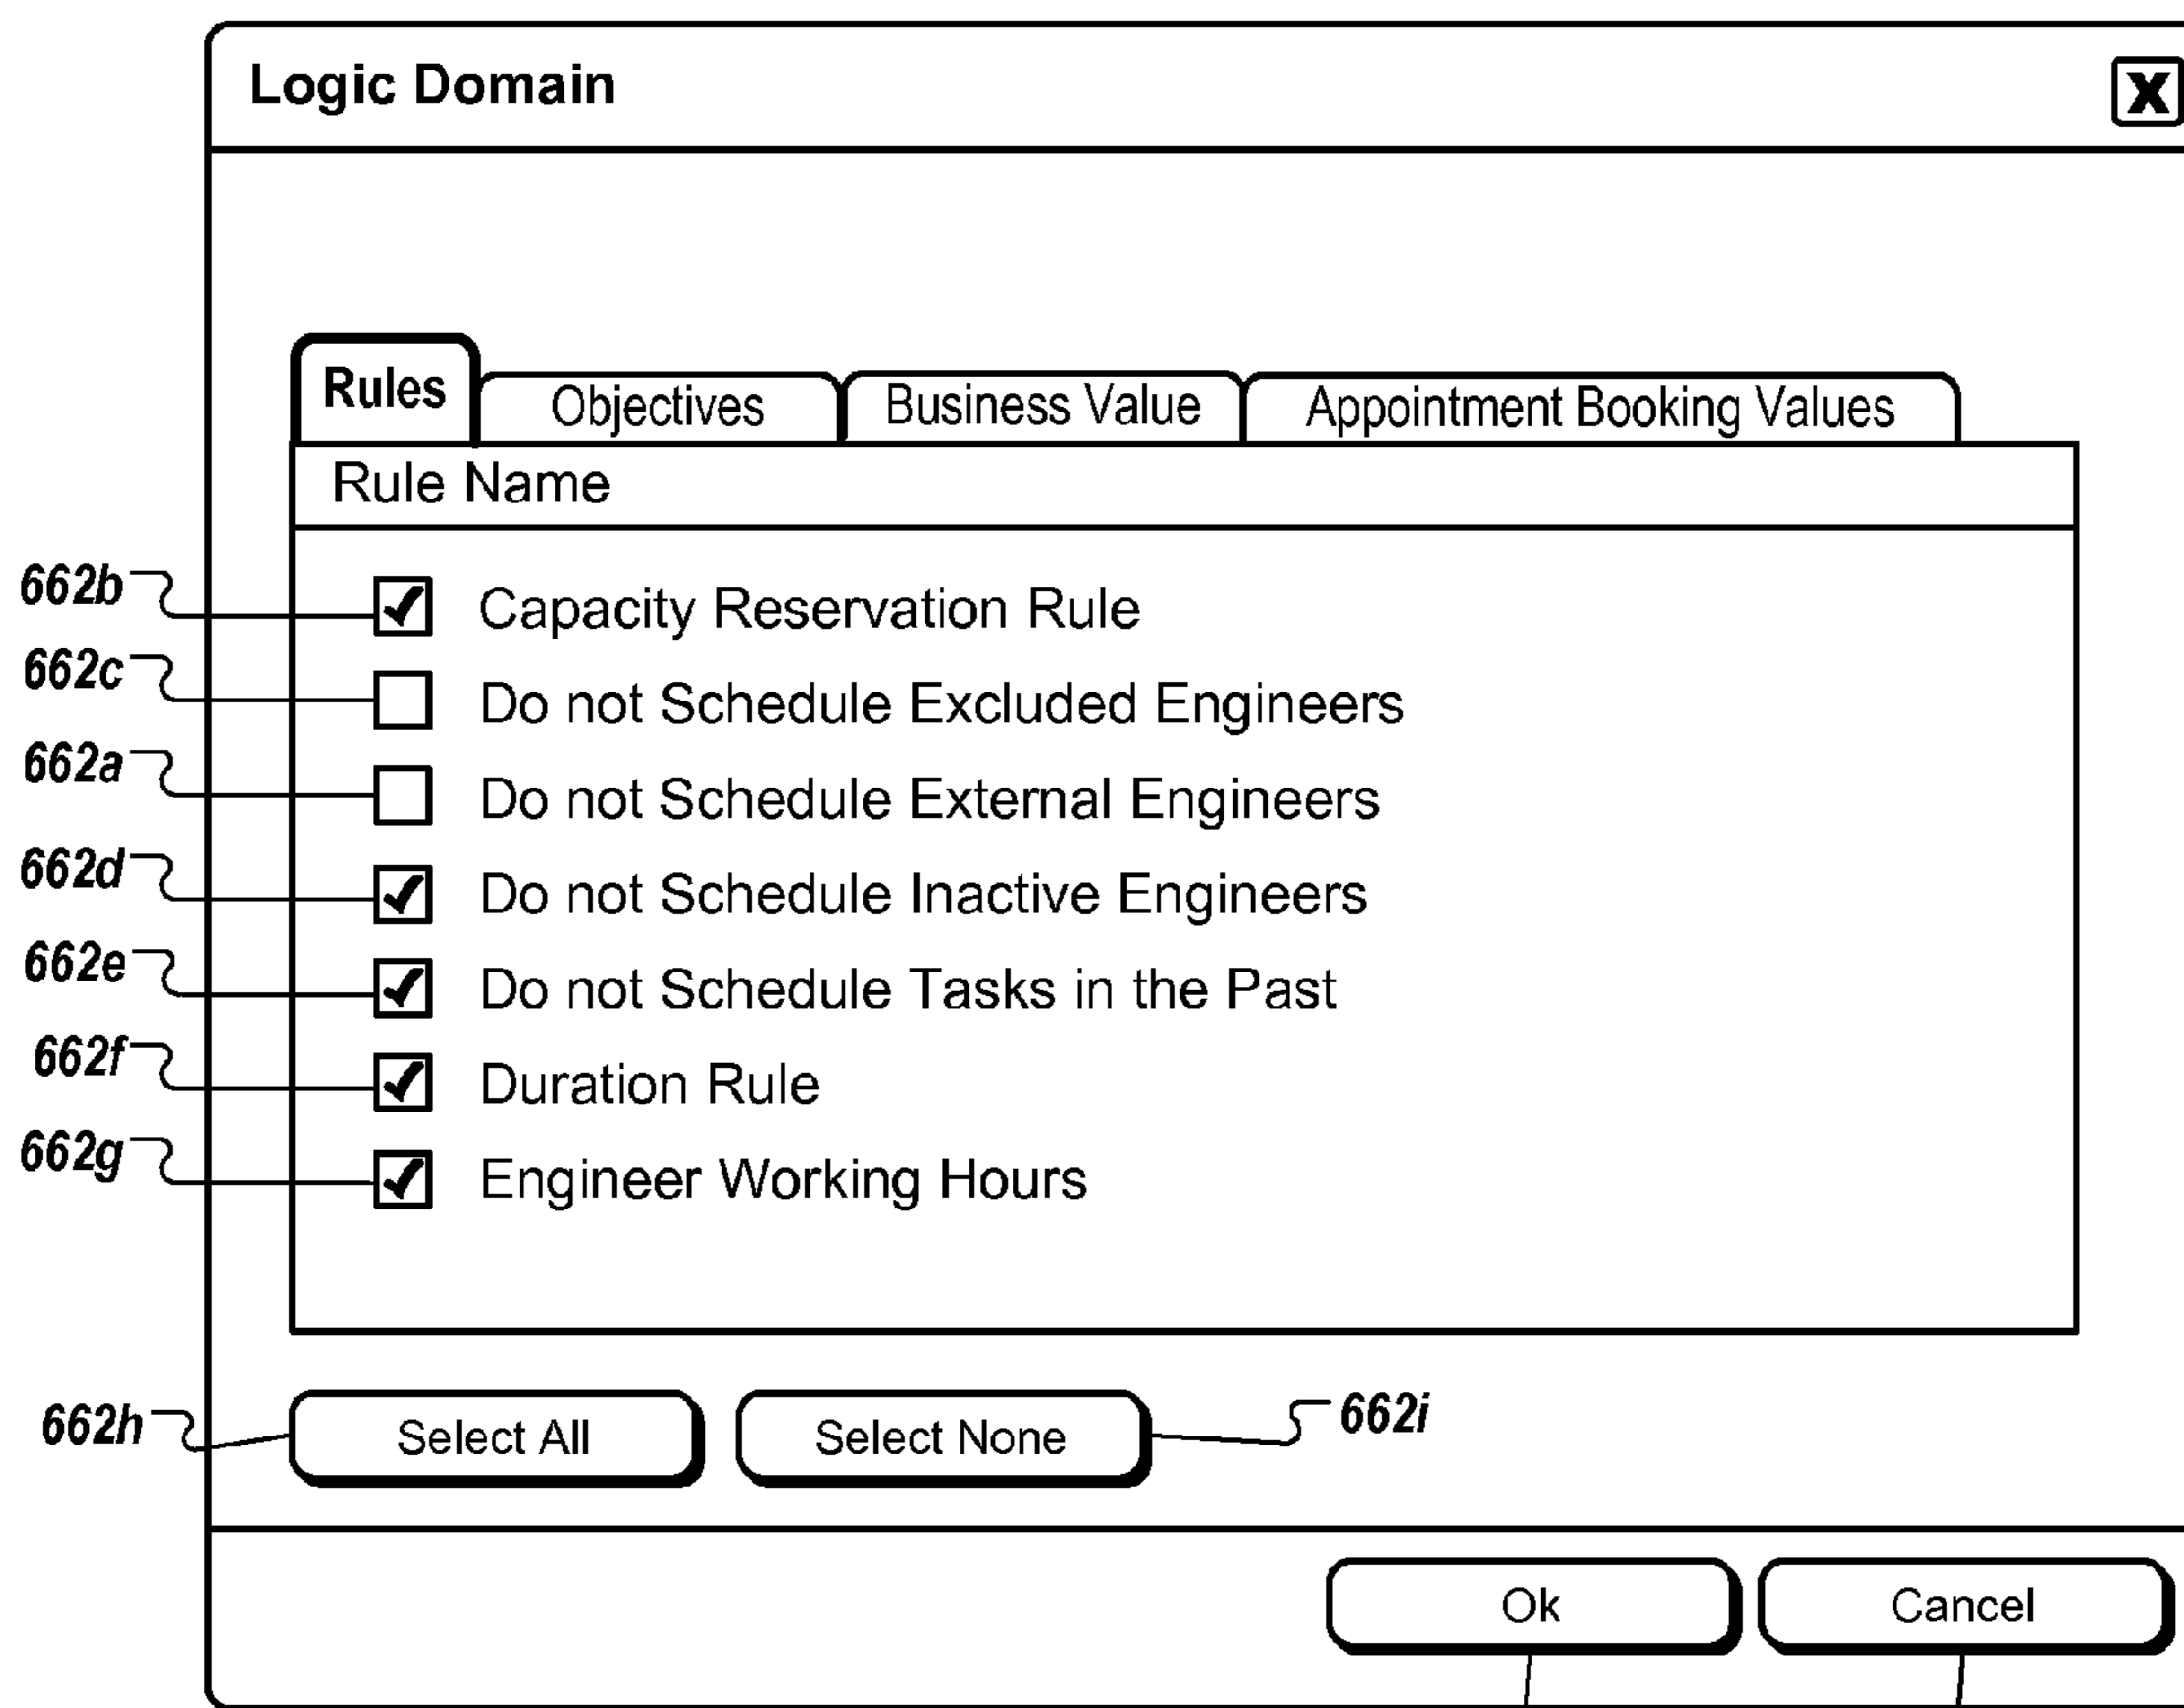 Logic Domain X
Rules Objectives Business Value Appointment Booking Values
Rule Name
662b Capacity Reservation Rule
662c Do not Schedule Excluded Engineers
662a Do not Schedule External Engineers
662d Do not Schedule Inactive Engineers
662e Do not Schedule Tasks in the Past
662f Duration Rule
662g Engineer Working Hours
662h Select All Select None 662i
Ok Cancel